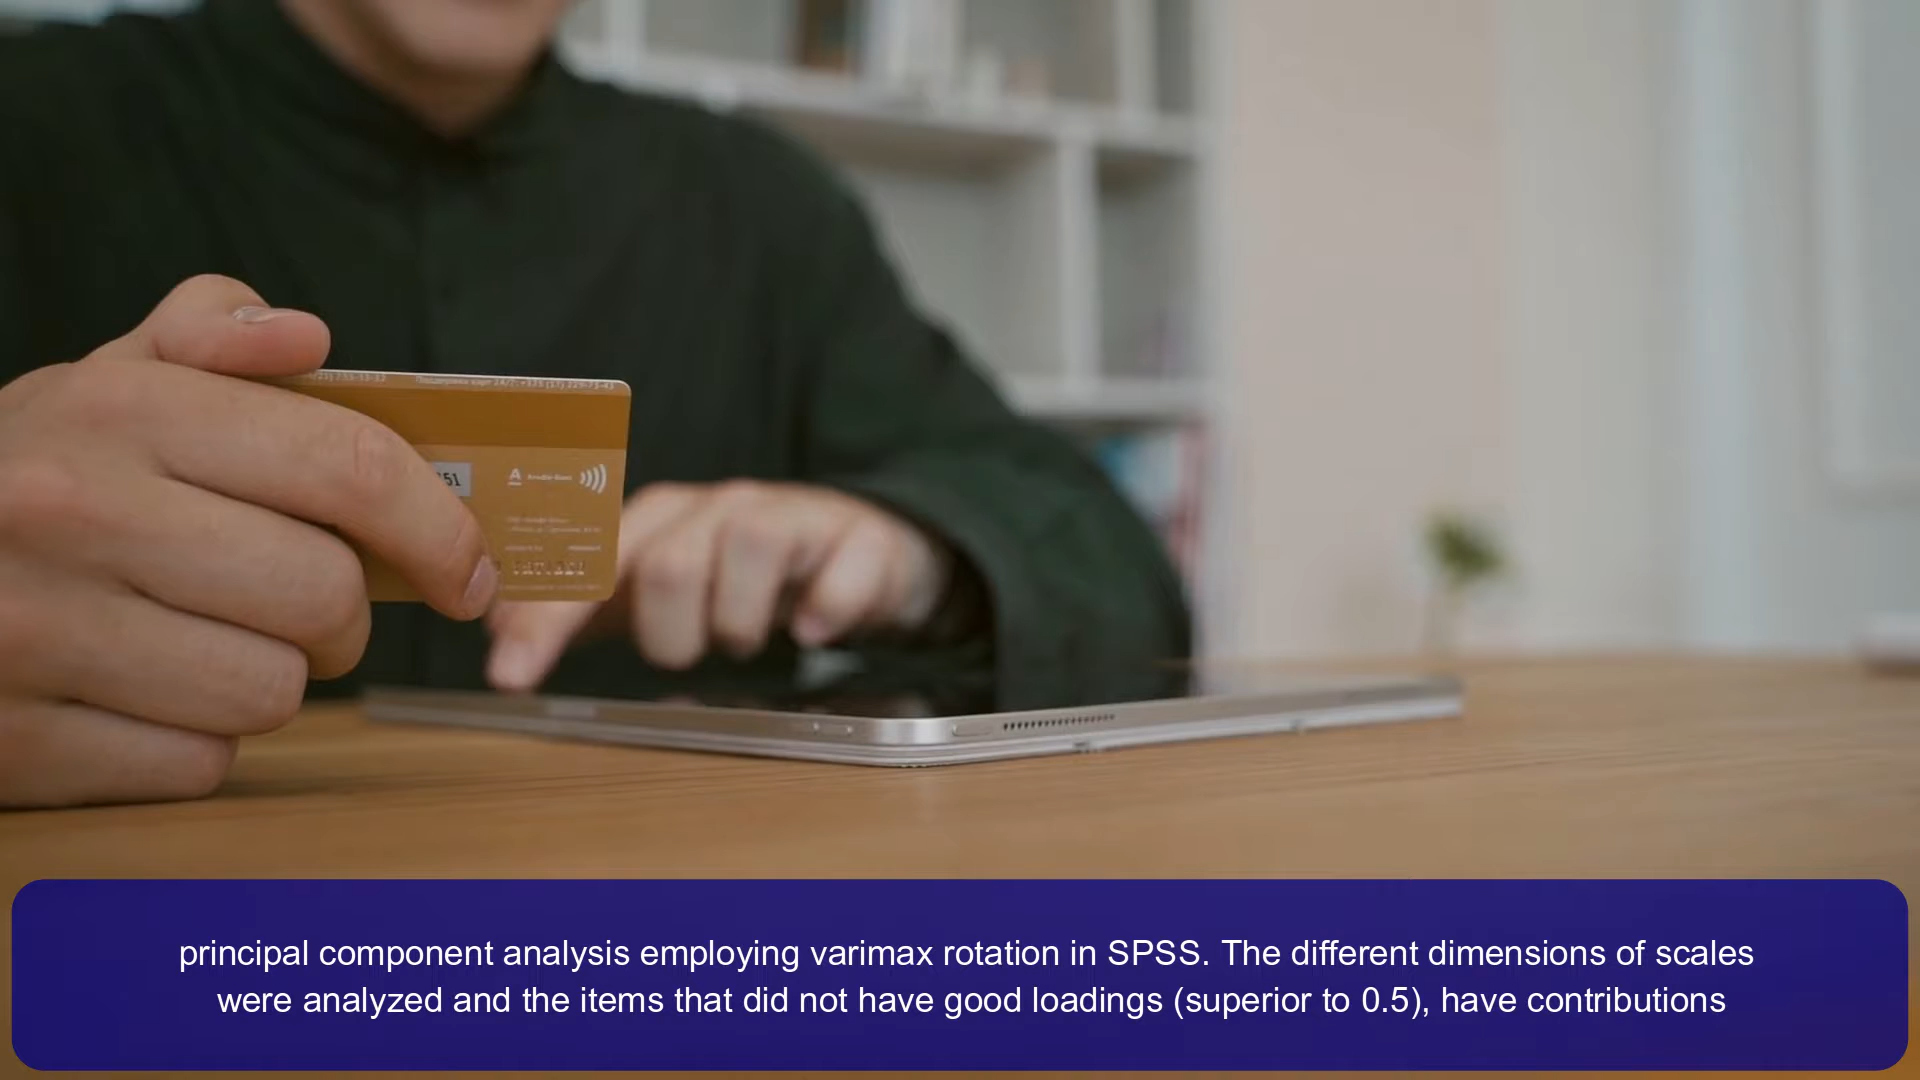 51
principal component analysis employing varimax rotation in SPSS. The different dimensions of scales
were analyzed and the items that did not have good loadings (superior to 0.5), have contributions